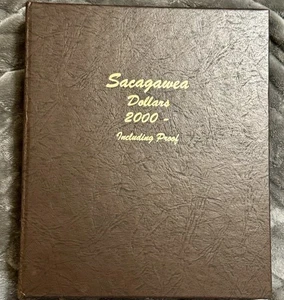 Sacagawea
Dollars
2000 -
Including Proof